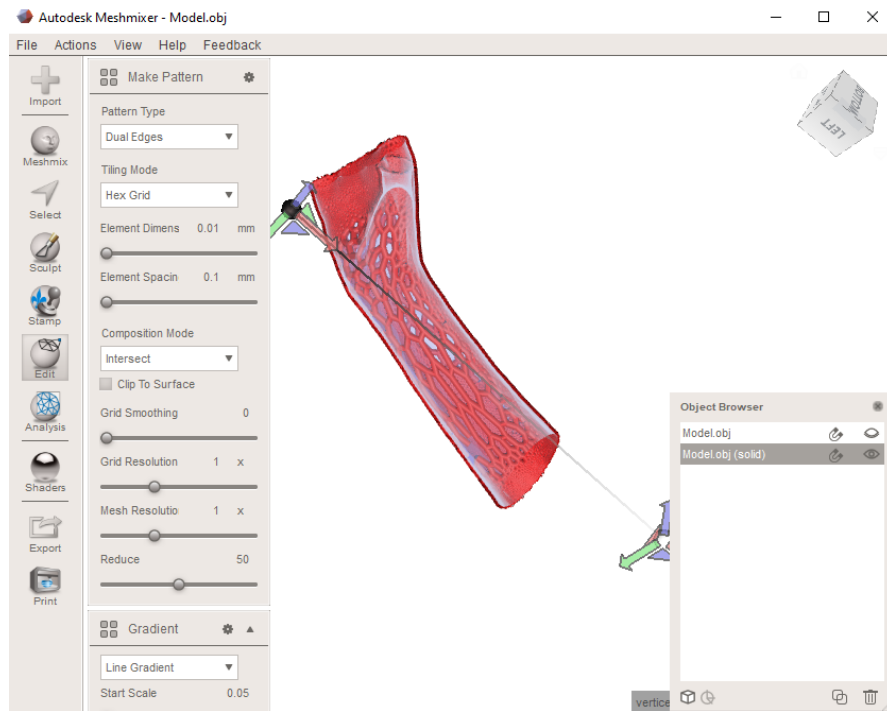 Autodesk Meshmixer - Model.obj
File Actions View Help Feedback
Import
Meshmix
Select
Sculpt
Stamp
Edit
Analysis
Shaders
Export
Print
Make Pattern
Pattern Type
Dual Edges
Tiling Mode
Hex Grid
Element Dimens 0.01 mm
Element Spacin 0.1 mm
Composition Mode
Intersect
Clip To Surface
Grid Smoothing 0
Grid Resolution 1 x
Mesh Resolutio 1 x
Reduce 50
Gradient
Line Gradient
Start Scale 0.05
LEFT
BOTTOM
Object Browser
Model.obj
Model.obj (solid)
vertice